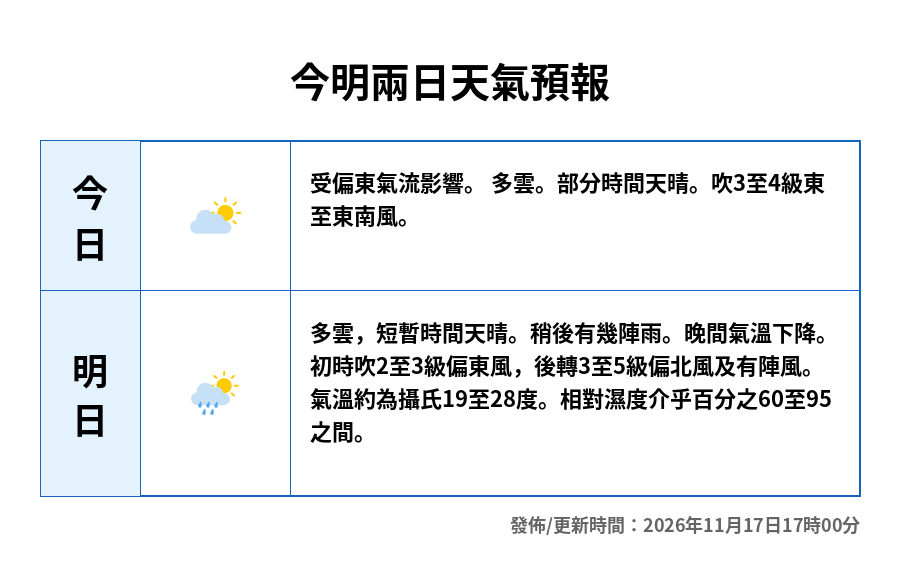 今明兩日天氣預報
今
日
受偏東氣流影響。 多雲。部分時間天晴。吹3至4級東
至東南風。
明
日
多雲，短暫時間天晴。稍後有幾陣雨。晚間氣溫下降。
初時吹2至3級偏東風，後轉3至5級偏北風及有陣風。
氣溫約為攝氏19至28度。相對濕度介乎百分之60至95
之間。
發佈/更新時間：2026年11月17日17時00分